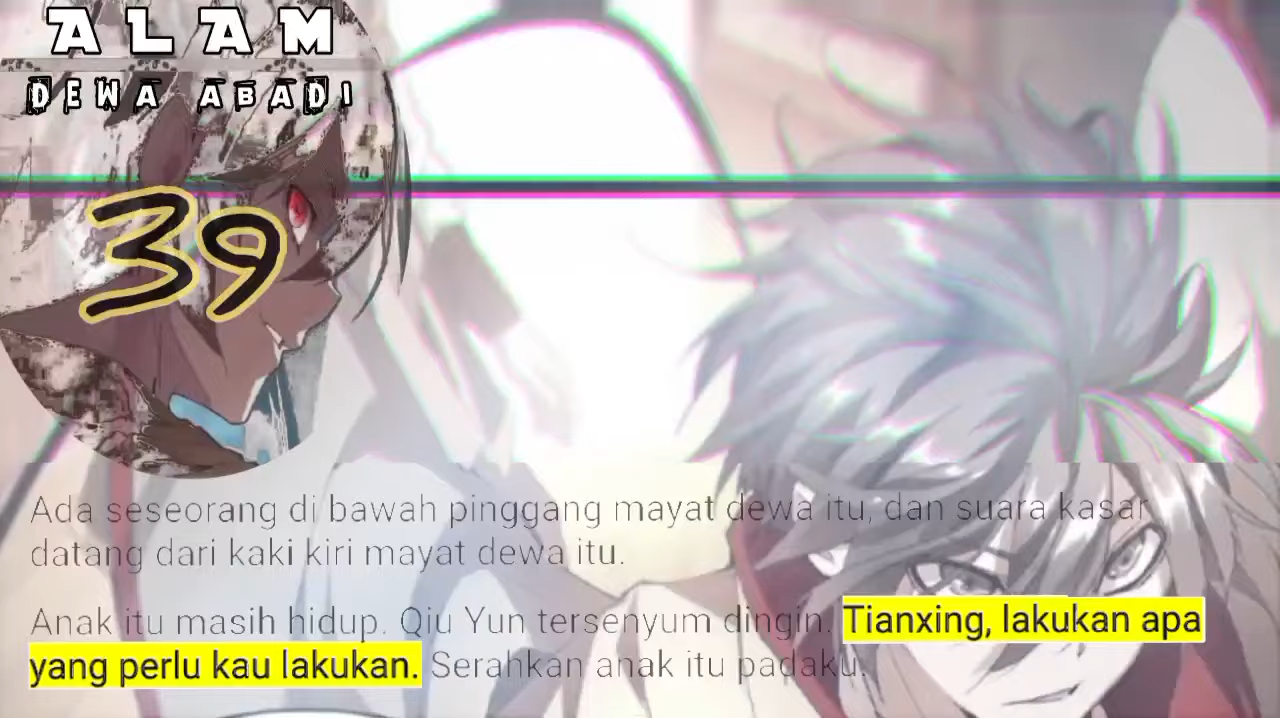 ALAM
DEWA ABADI
39
Ada seseorang di bawah pinggang mayat dewa itu, dan suara kasar
datang dari kaki kiri mayat dewa itu.
Anak itu masih hidup. Qiu Yun tersenyum dingin. Tianxing, lakukan apa
yang perlu kau lakukan. Serahkan anak itu padaku.